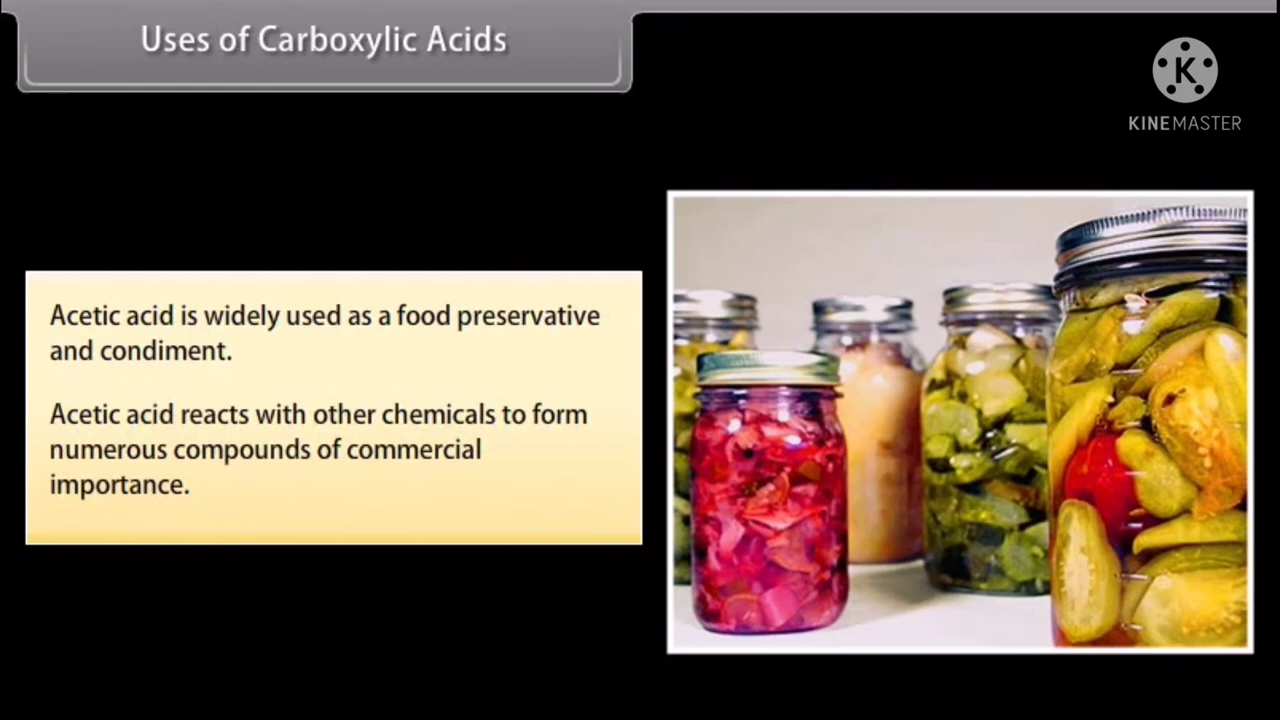 Uses of Carboxylic Acids
K
KINEMASTER
Acetic acid is widely used as a food preservative
and condiment.
Acetic acid reacts with other chemicals to form
numerous compounds of commercial
importance.